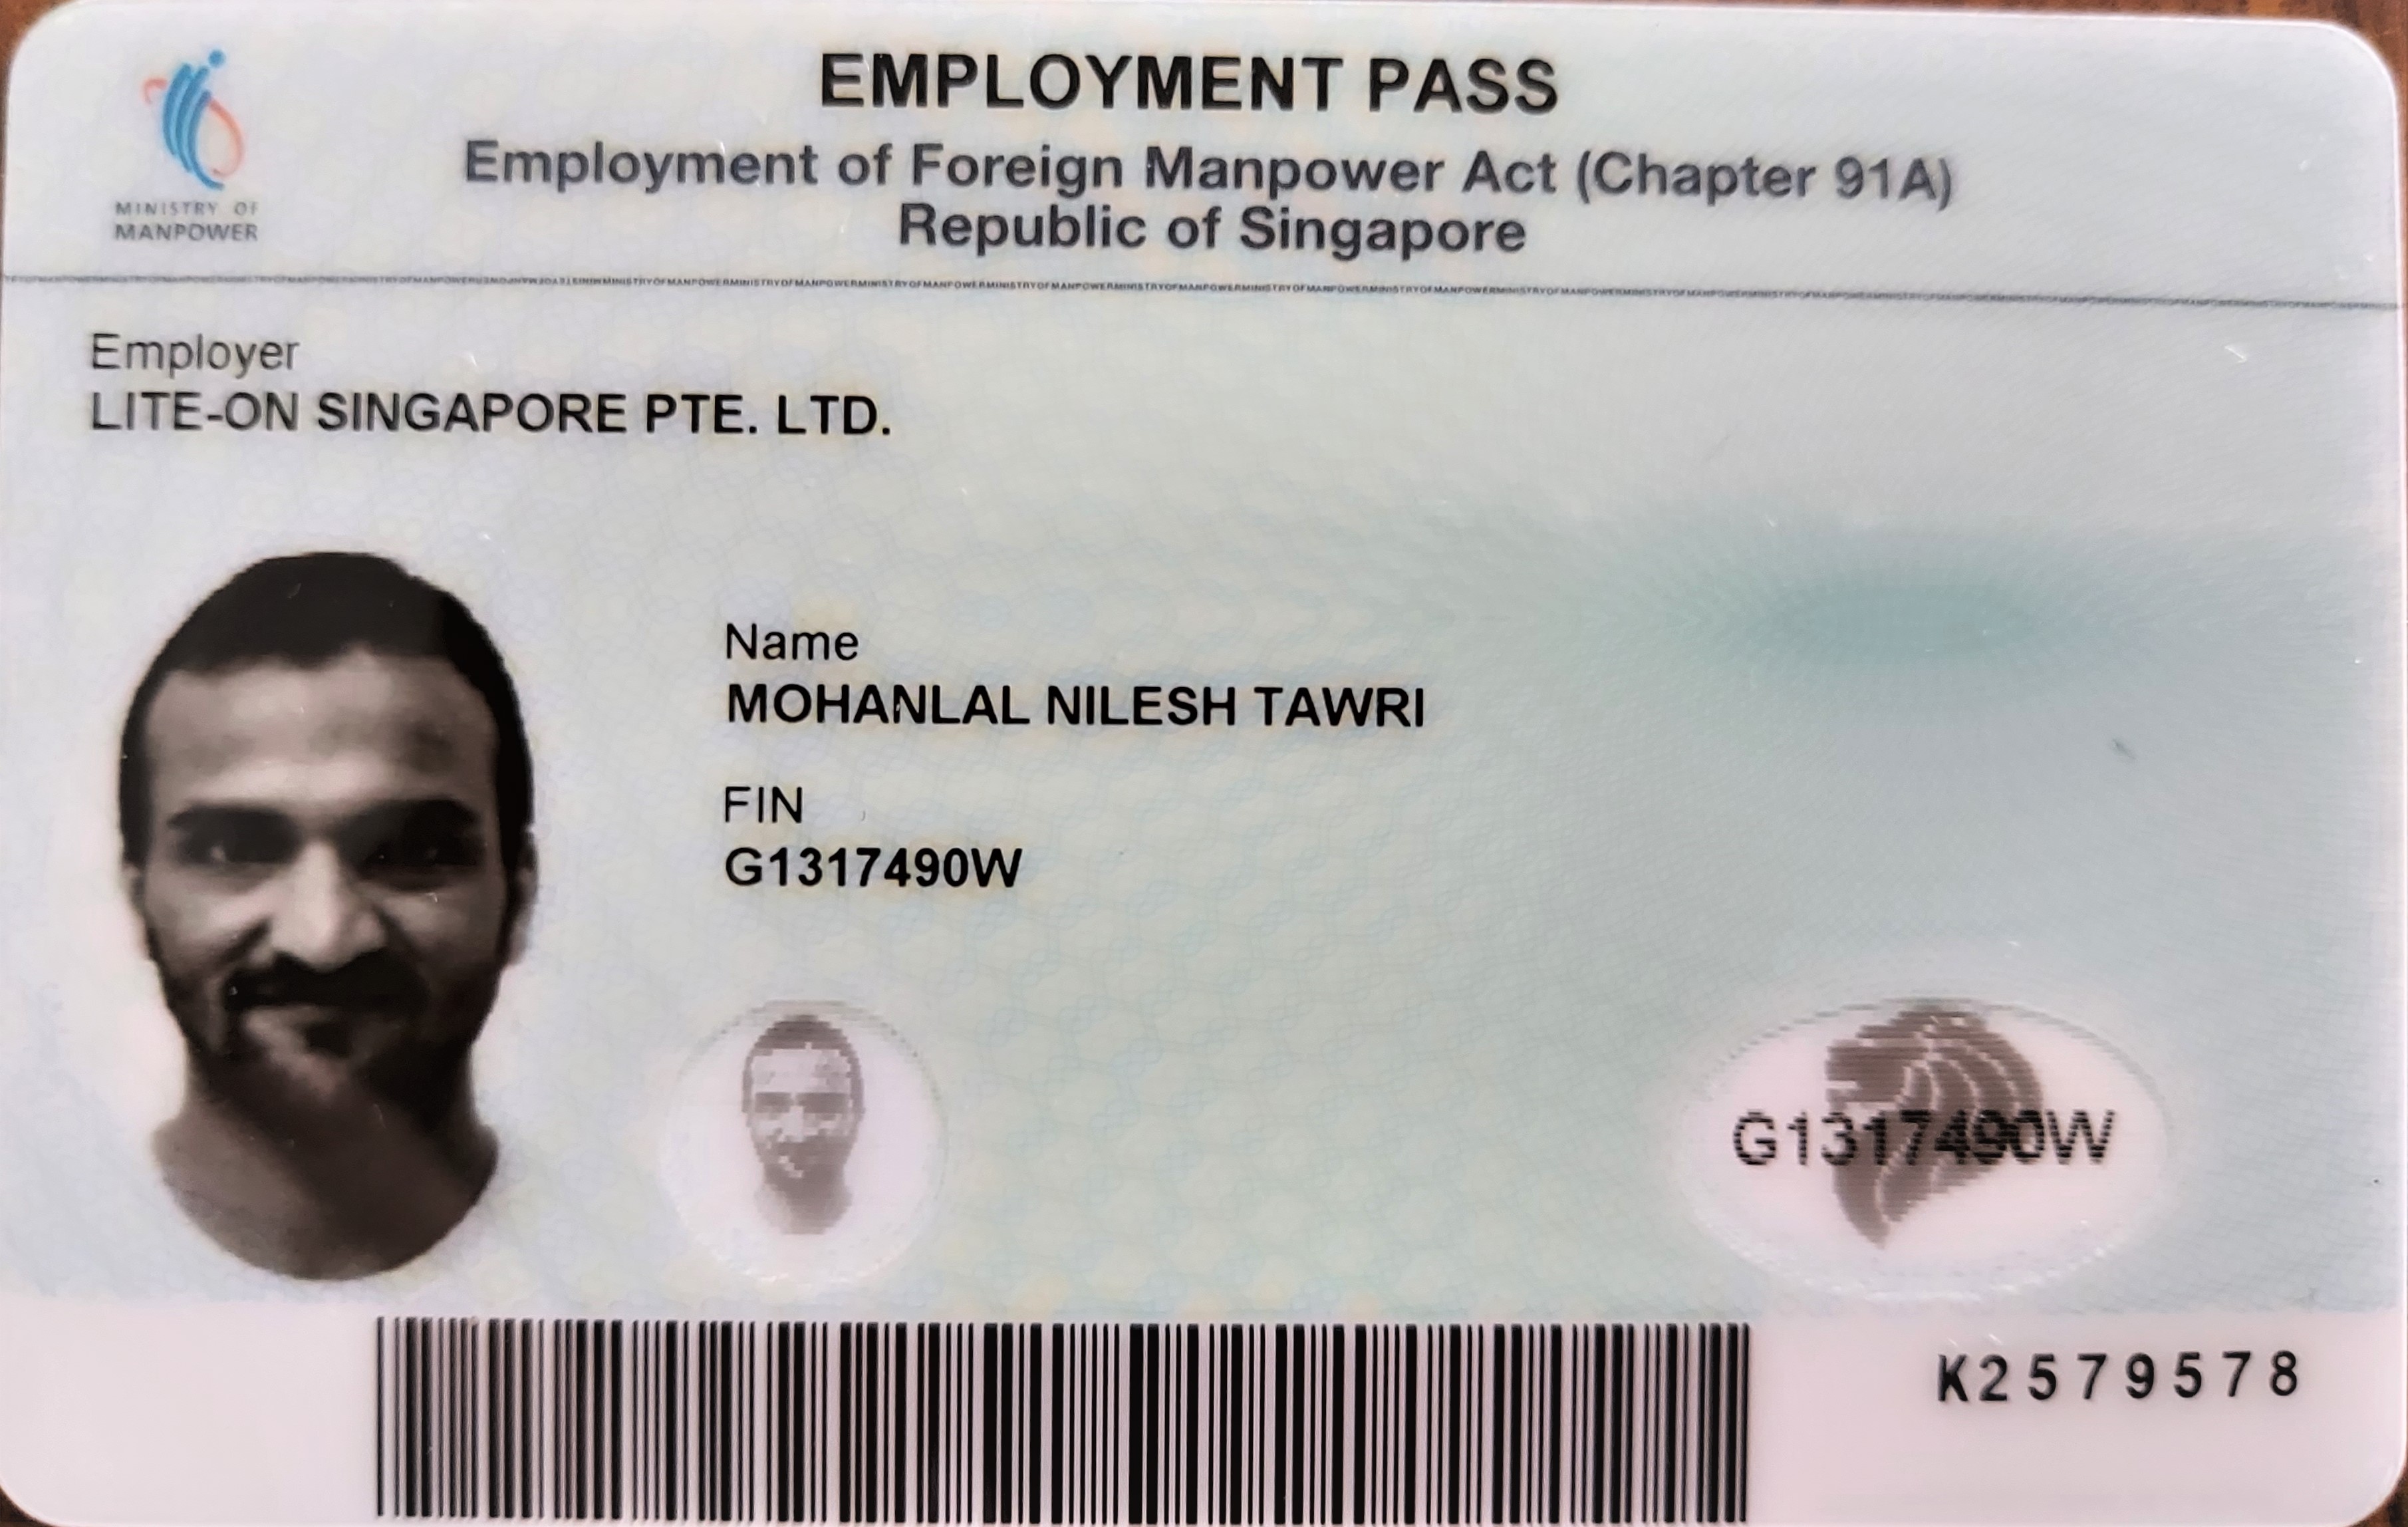 EMPLOYMENT PASS
Employment of Foreign Manpower Act (Chapter 91A)
Republic of Singapore
MINISTRY OF
MANPOWER
Employer
LITE-ON SINGAPORE PTE. LTD.
Name
MOHANLAL NILESH TAWRI
FIN
G1317490W
G1317490W
K2579578